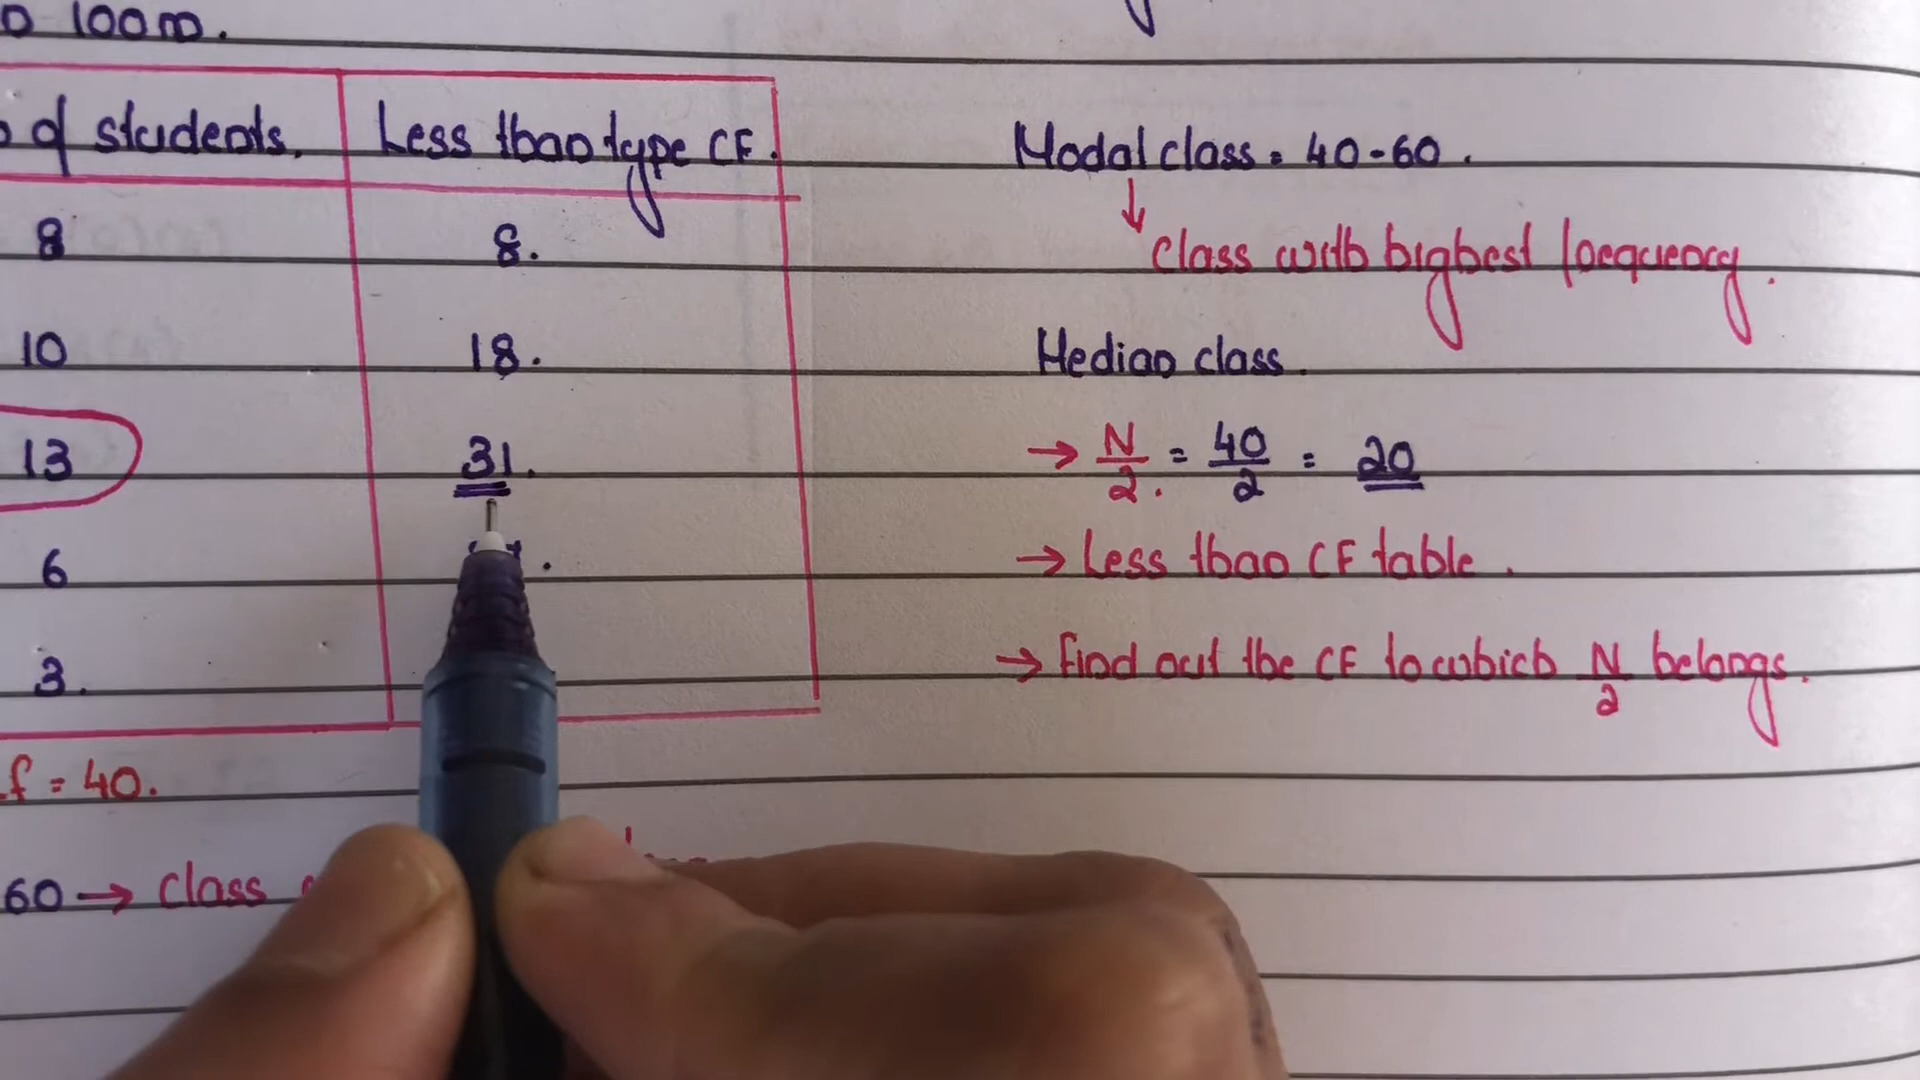 100m.
of students. Less than type CF.
8 8.
10 18.
13 31.
6
3.
f = 40.
60 → class
Modal class = 40-60.
↓
class with highest frequency.
Median class.
→ N/2. = 40/2 = 20
→ Less than CF table.
→ Find out the CF to which N/2 belongs.